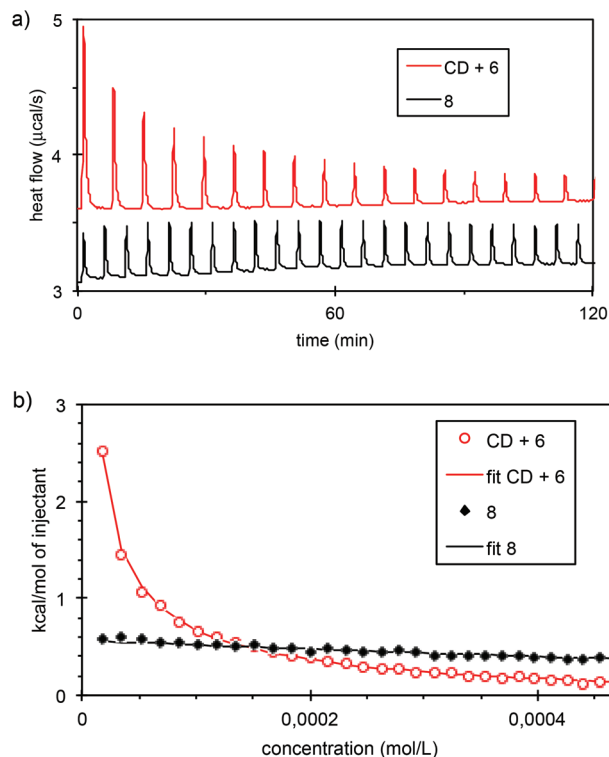 a)
5
CD + 6
8
4
heat flow (µcal/s)
3
0
60
120
time (min)
b)
3
CD + 6
fit CD + 6
8
fit 8
2
kcal/mol of injectant
1
0
0
0,0002
0,0004
concentration (mol/L)